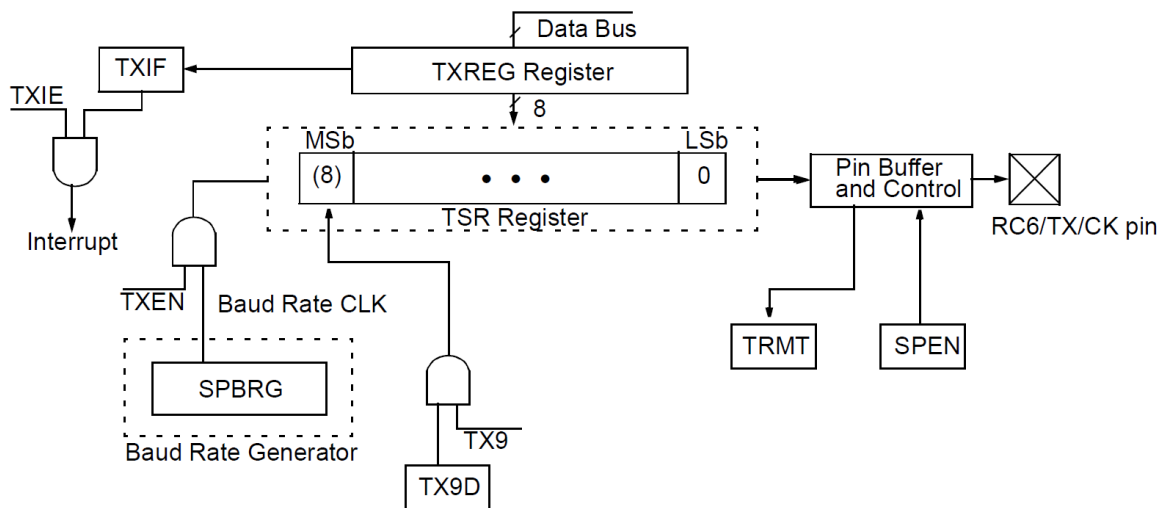 Data Bus
TXIF
TXREG Register
TXIE
8
MSb
LSb
(8)
• • •
0
Pin Buffer
and Control
TSR Register
Interrupt
RC6/TX/CK pin
TXEN
Baud Rate CLK
TRMT
SPEN
SPBRG
TX9
Baud Rate Generator
TX9D